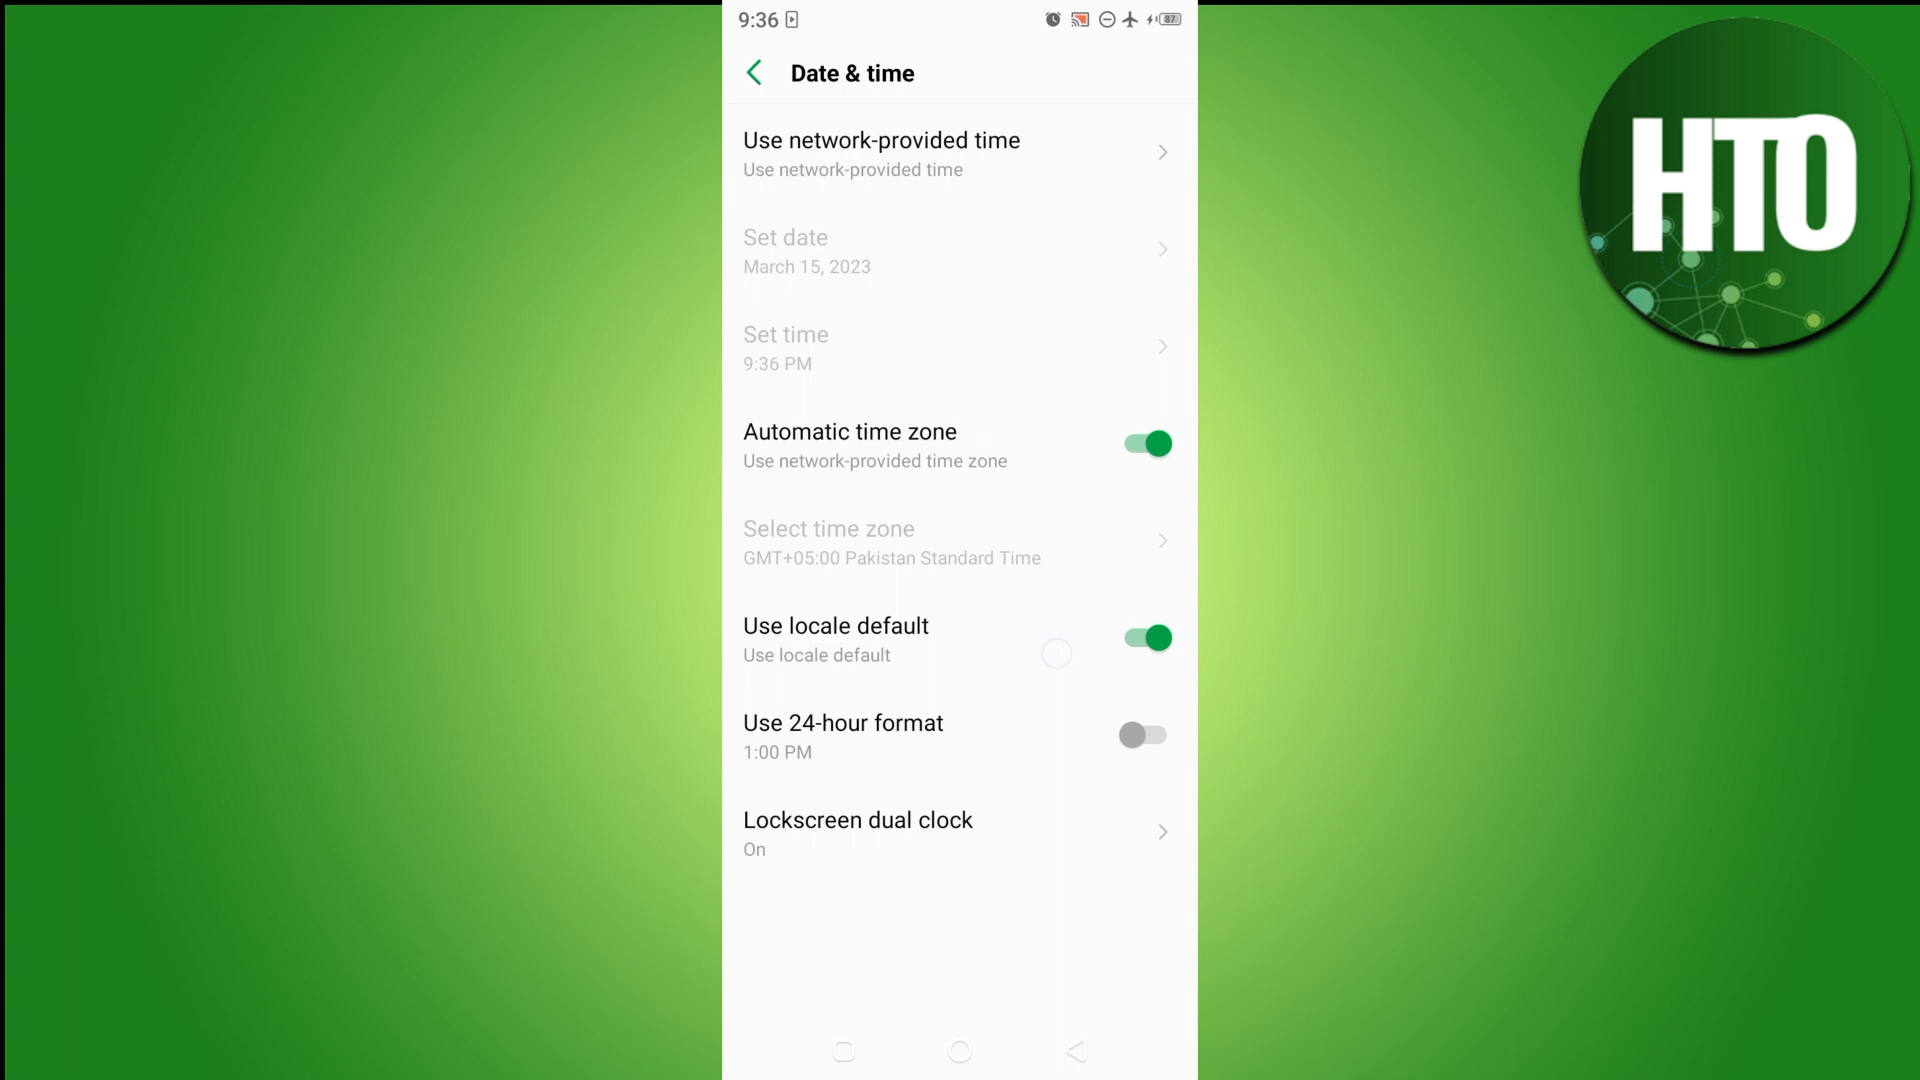 9:36
87
Date & time
Use network-provided time
Use network-provided time
Set date
March 15, 2023
Set time
9:36 PM
Automatic time zone
Use network-provided time zone
Select time zone
GMT+05:00 Pakistan Standard Time
Use locale default
Use locale default
Use 24-hour format
1:00 PM
Lockscreen dual clock
On
HTO